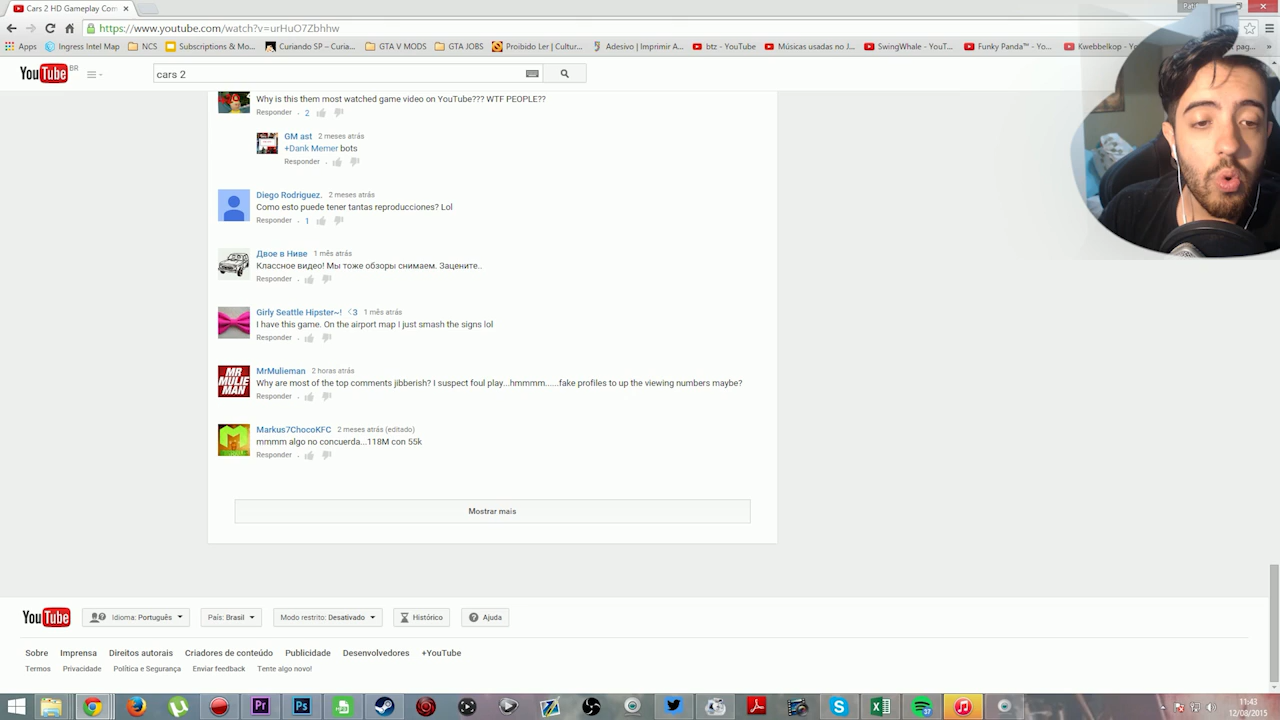 Cars 2 HD Gameplay Com
https://www.youtube.com/watch?v=urHuO7Zbhhw
Apps Ingress Intel Map NCS Subscriptions & Mo... Curiando SP – Curitab... GTA V MODS GTA JOBS Proibido Ler | Cultur... Adesivo | Imprimir A... btz - YouTube Músicas usadas no J... SwingWhale - YouT... Funky Panda™ - Yo... Kwebbelkop - Yo
YouTube BR
cars 2
Why is this them most watched game video on YouTube??? WTF PEOPLE??
Responder 2
GM ast 2 meses atrás
+Dank Memer bots
Responder
Diego Rodriguez. 2 meses atrás
Como esto puede tener tantas reproducciones? Lol
Responder 1
Двое в Ниве 1 mês atrás
Классное видео! Мы тоже обзоры снимаем. Зацените..
Responder
Girly Seattle Hipster~! <3 1 mês atrás
I have this game. On the airport map I just smash the signs lol
Responder
MrMulieman 2 horas atrás
Why are most of the top comments jibberish? I suspect foul play...hmmmm......fake profiles to up the viewing numbers maybe?
Responder
MR MULIE MAN
Markus7ChocoKFC 2 meses atrás (editado)
mmmm algo no concuerda...118M con 55k
Responder
Mostrar mais
YouTube Idioma: Português País: Brasil Modo restrito: Desativado Histórico Ajuda
Sobre Imprensa Direitos autorais Criadores de conteúdo Publicidade Desenvolvedores +YouTube
Termos Privacidade Política e Segurança Enviar feedback Tente algo novo!
11:43
12/08/2015